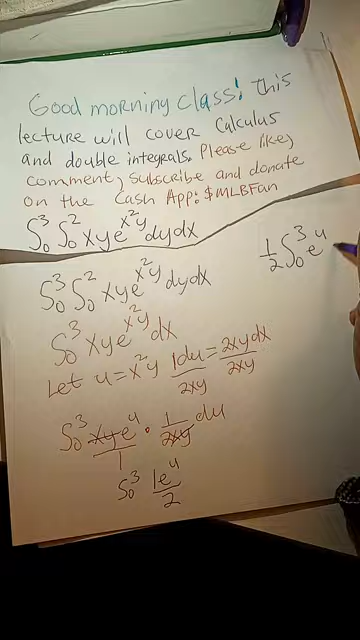 Good morning class! This
lecture will cover Calculus
and double integrals. Please like,
comment, subscribe and donate
on the Cash App: $MLBFan
∫₀³ ∫₀² xye^(x²y) dydx
∫₀³ ∫₀² xye^(x²y) dydx
∫₀³ xye^(x²y) dx
Let u = x²y 1du/2xy = 2xydx/2xy
∫₀³ xye^u/1 · 1/2xy du
∫₀³ 1e^u/2
1/2 ∫₀³ e^u